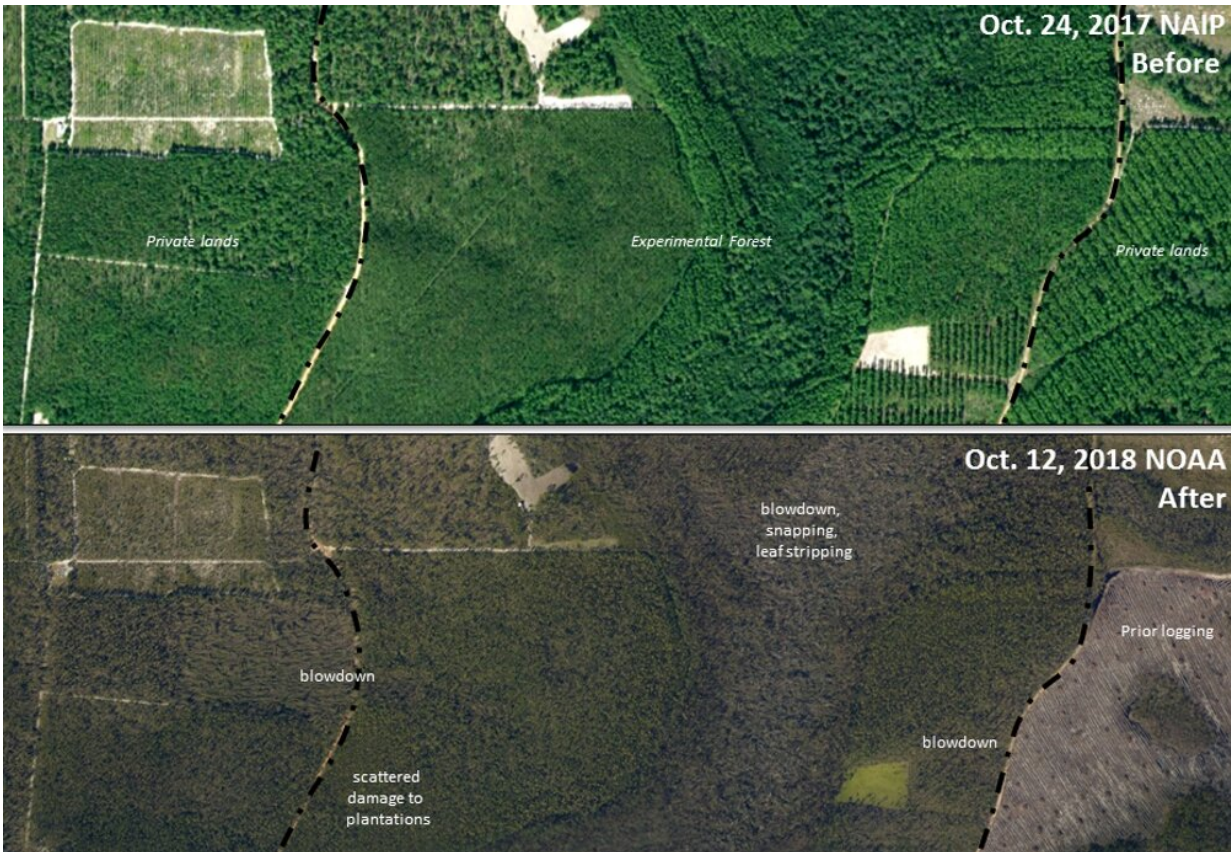 Oct. 24, 2017 NAIP
Before
Private lands
Experimental Forest
Private lands
Oct. 12, 2018 NOAA
After
blowdown,
snapping,
leaf stripping
Prior logging
blowdown
blowdown
scattered
damage to
plantations